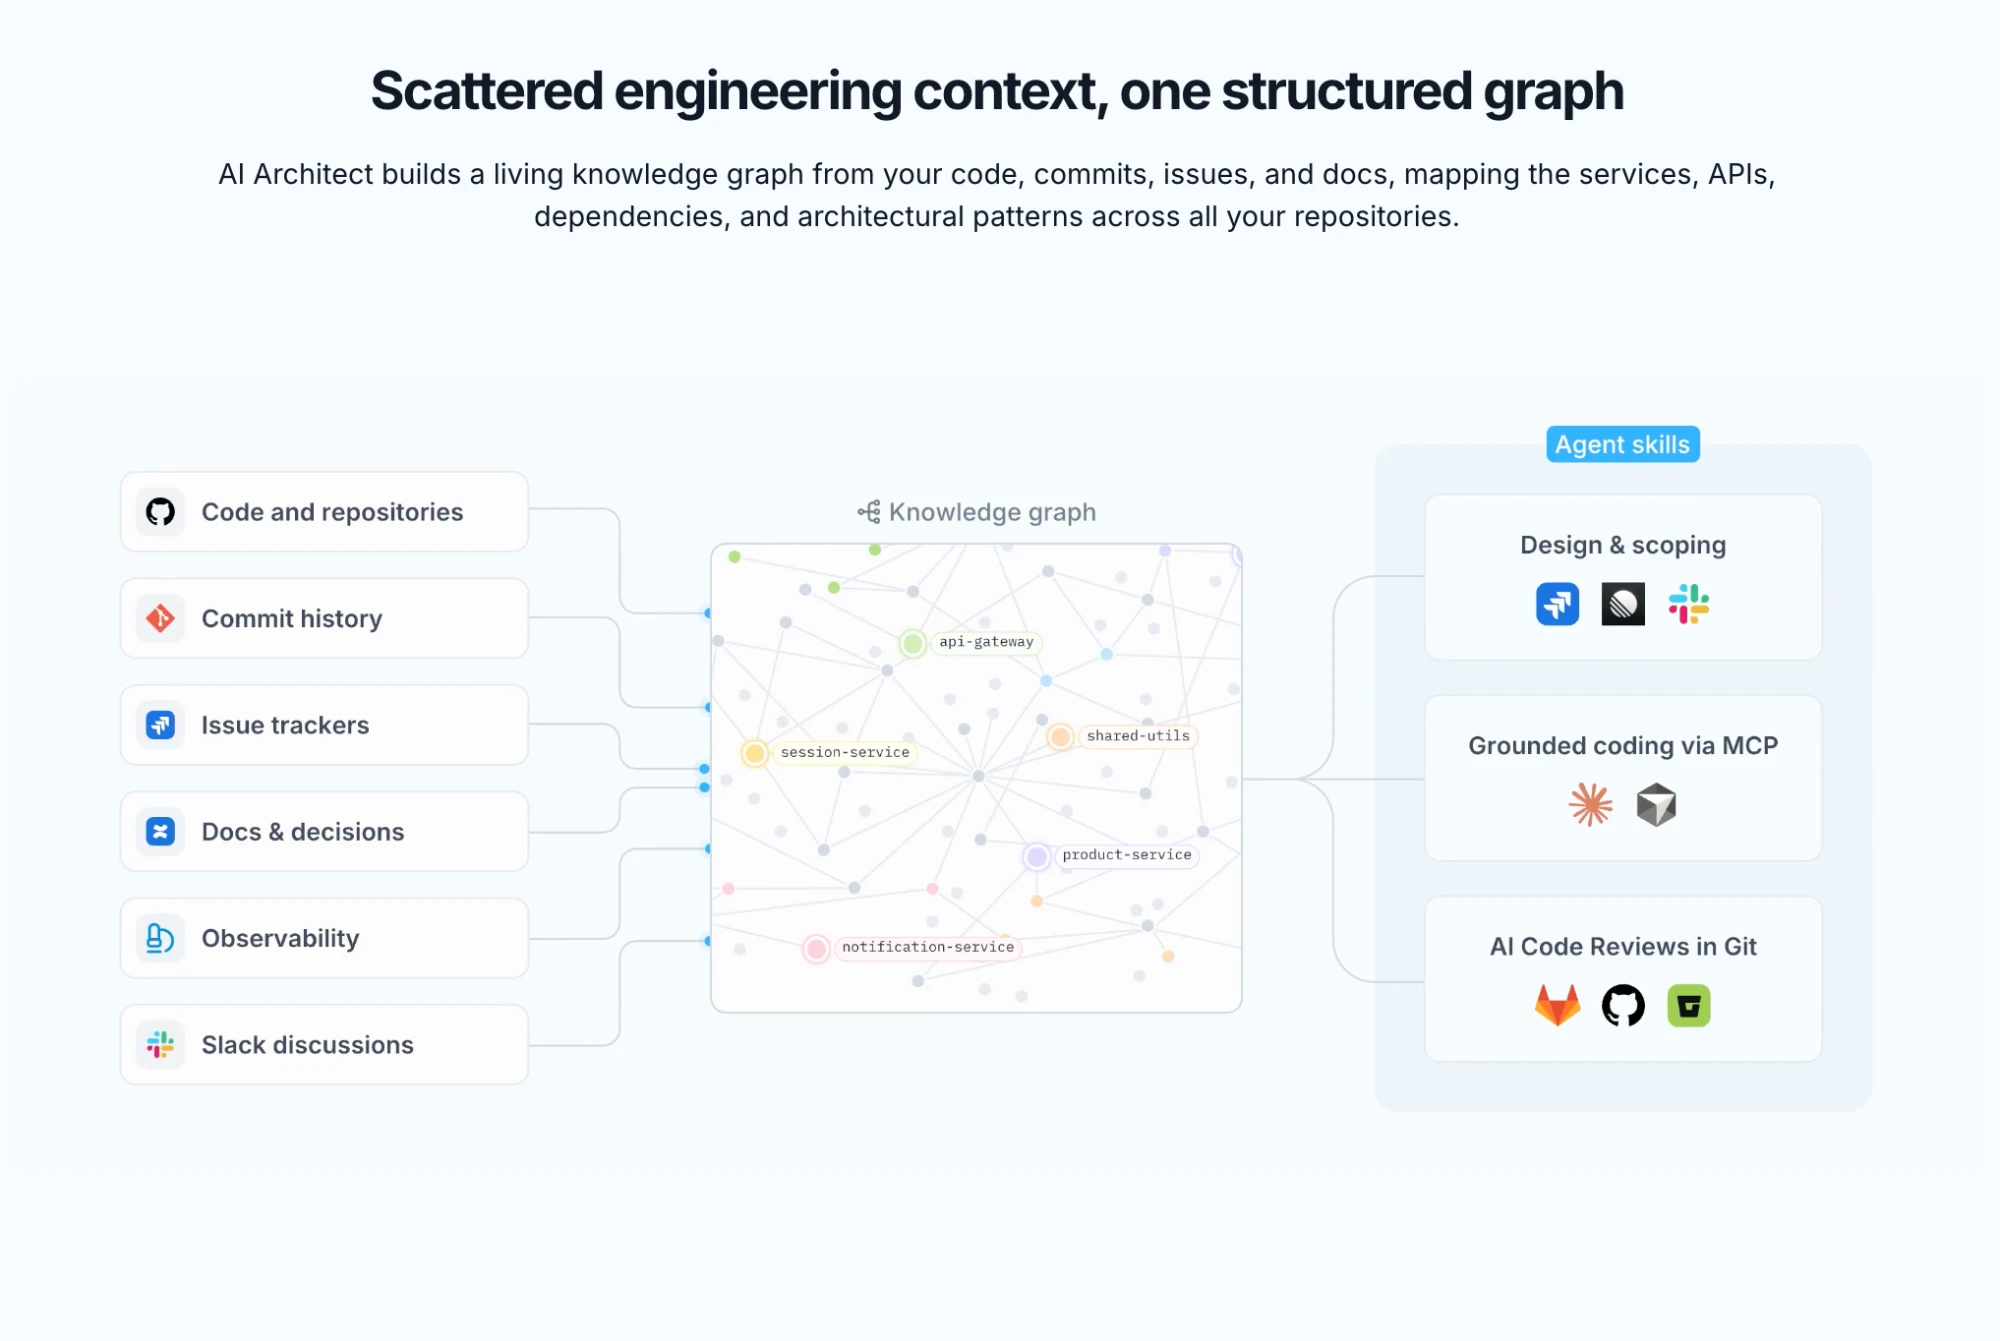 Scattered engineering context, one structured graph
AI Architect builds a living knowledge graph from your code, commits, issues, and docs, mapping the services, APIs,
dependencies, and architectural patterns across all your repositories.
Code and repositories
Commit history
Issue trackers
Docs & decisions
Observability
Slack discussions
Knowledge graph
api-gateway
shared-utils
session-service
product-service
notification-service
Agent skills
Design & scoping
Grounded coding via MCP
AI Code Reviews in Git